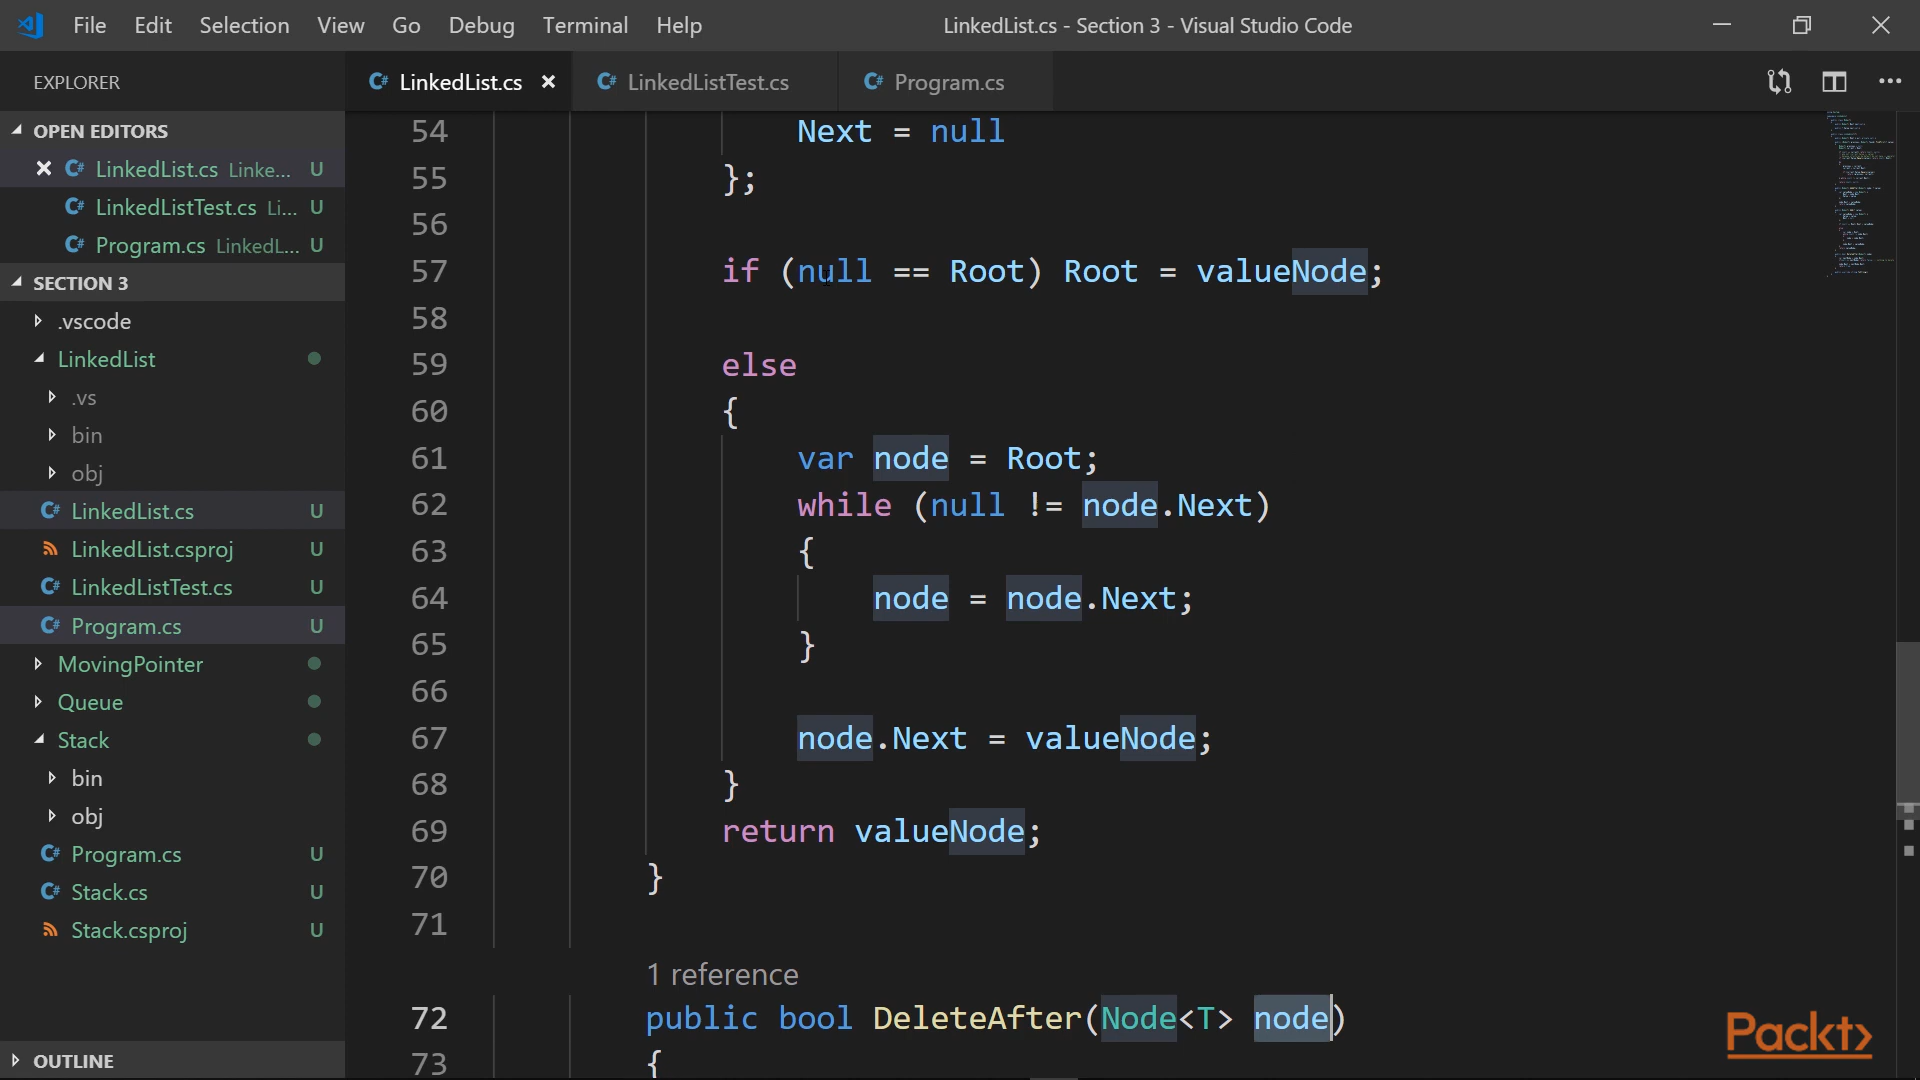 File Edit Selection View Go Debug Terminal Help
LinkedList.cs - Section 3 - Visual Studio Code
EXPLORER
OPEN EDITORS
LinkedList.cs Linke... U
LinkedListTest.cs Li... U
Program.cs LinkedL... U
SECTION 3
.vscode
LinkedList
.vs
bin
obj
LinkedList.cs U
LinkedList.csproj U
LinkedListTest.cs U
Program.cs U
MovingPointer
Queue
Stack
bin
obj
Program.cs U
Stack.cs U
Stack.csproj U
OUTLINE
LinkedList.cs LinkedListTest.cs Program.cs
54 Next = null
55 };
56
57 if (null == Root) Root = valueNode;
58
59 else
60 {
61 var node = Root;
62 while (null != node.Next)
63 {
64 node = node.Next;
65 }
66
67 node.Next = valueNode;
68 }
69 return valueNode;
70 }
71
1 reference
72 public bool DeleteAfter(Node<T> node)
73 {
Packt>